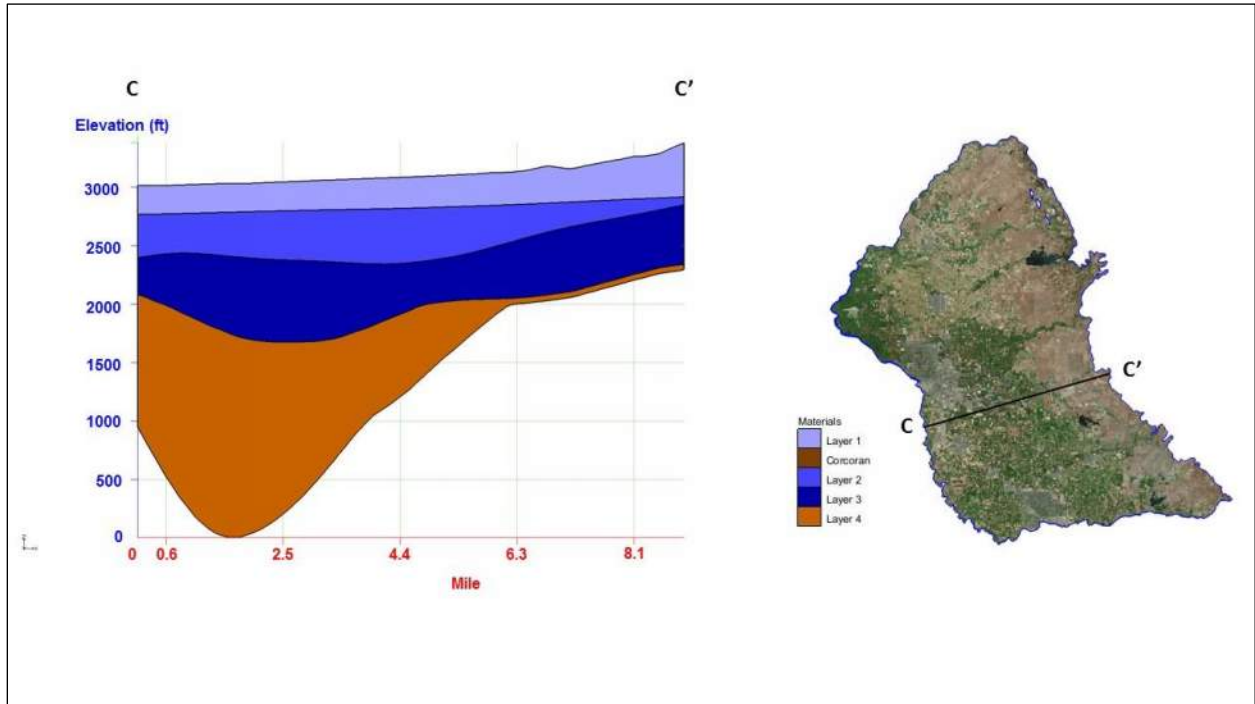 C C’
Elevation (ft)
3000
2500
2000
1500
1000
500
0
0 0.6 2.5 4.4 6.3 8.1
Mile
C’
C
Materials
Layer 1
Corcoran
Layer 2
Layer 3
Layer 4